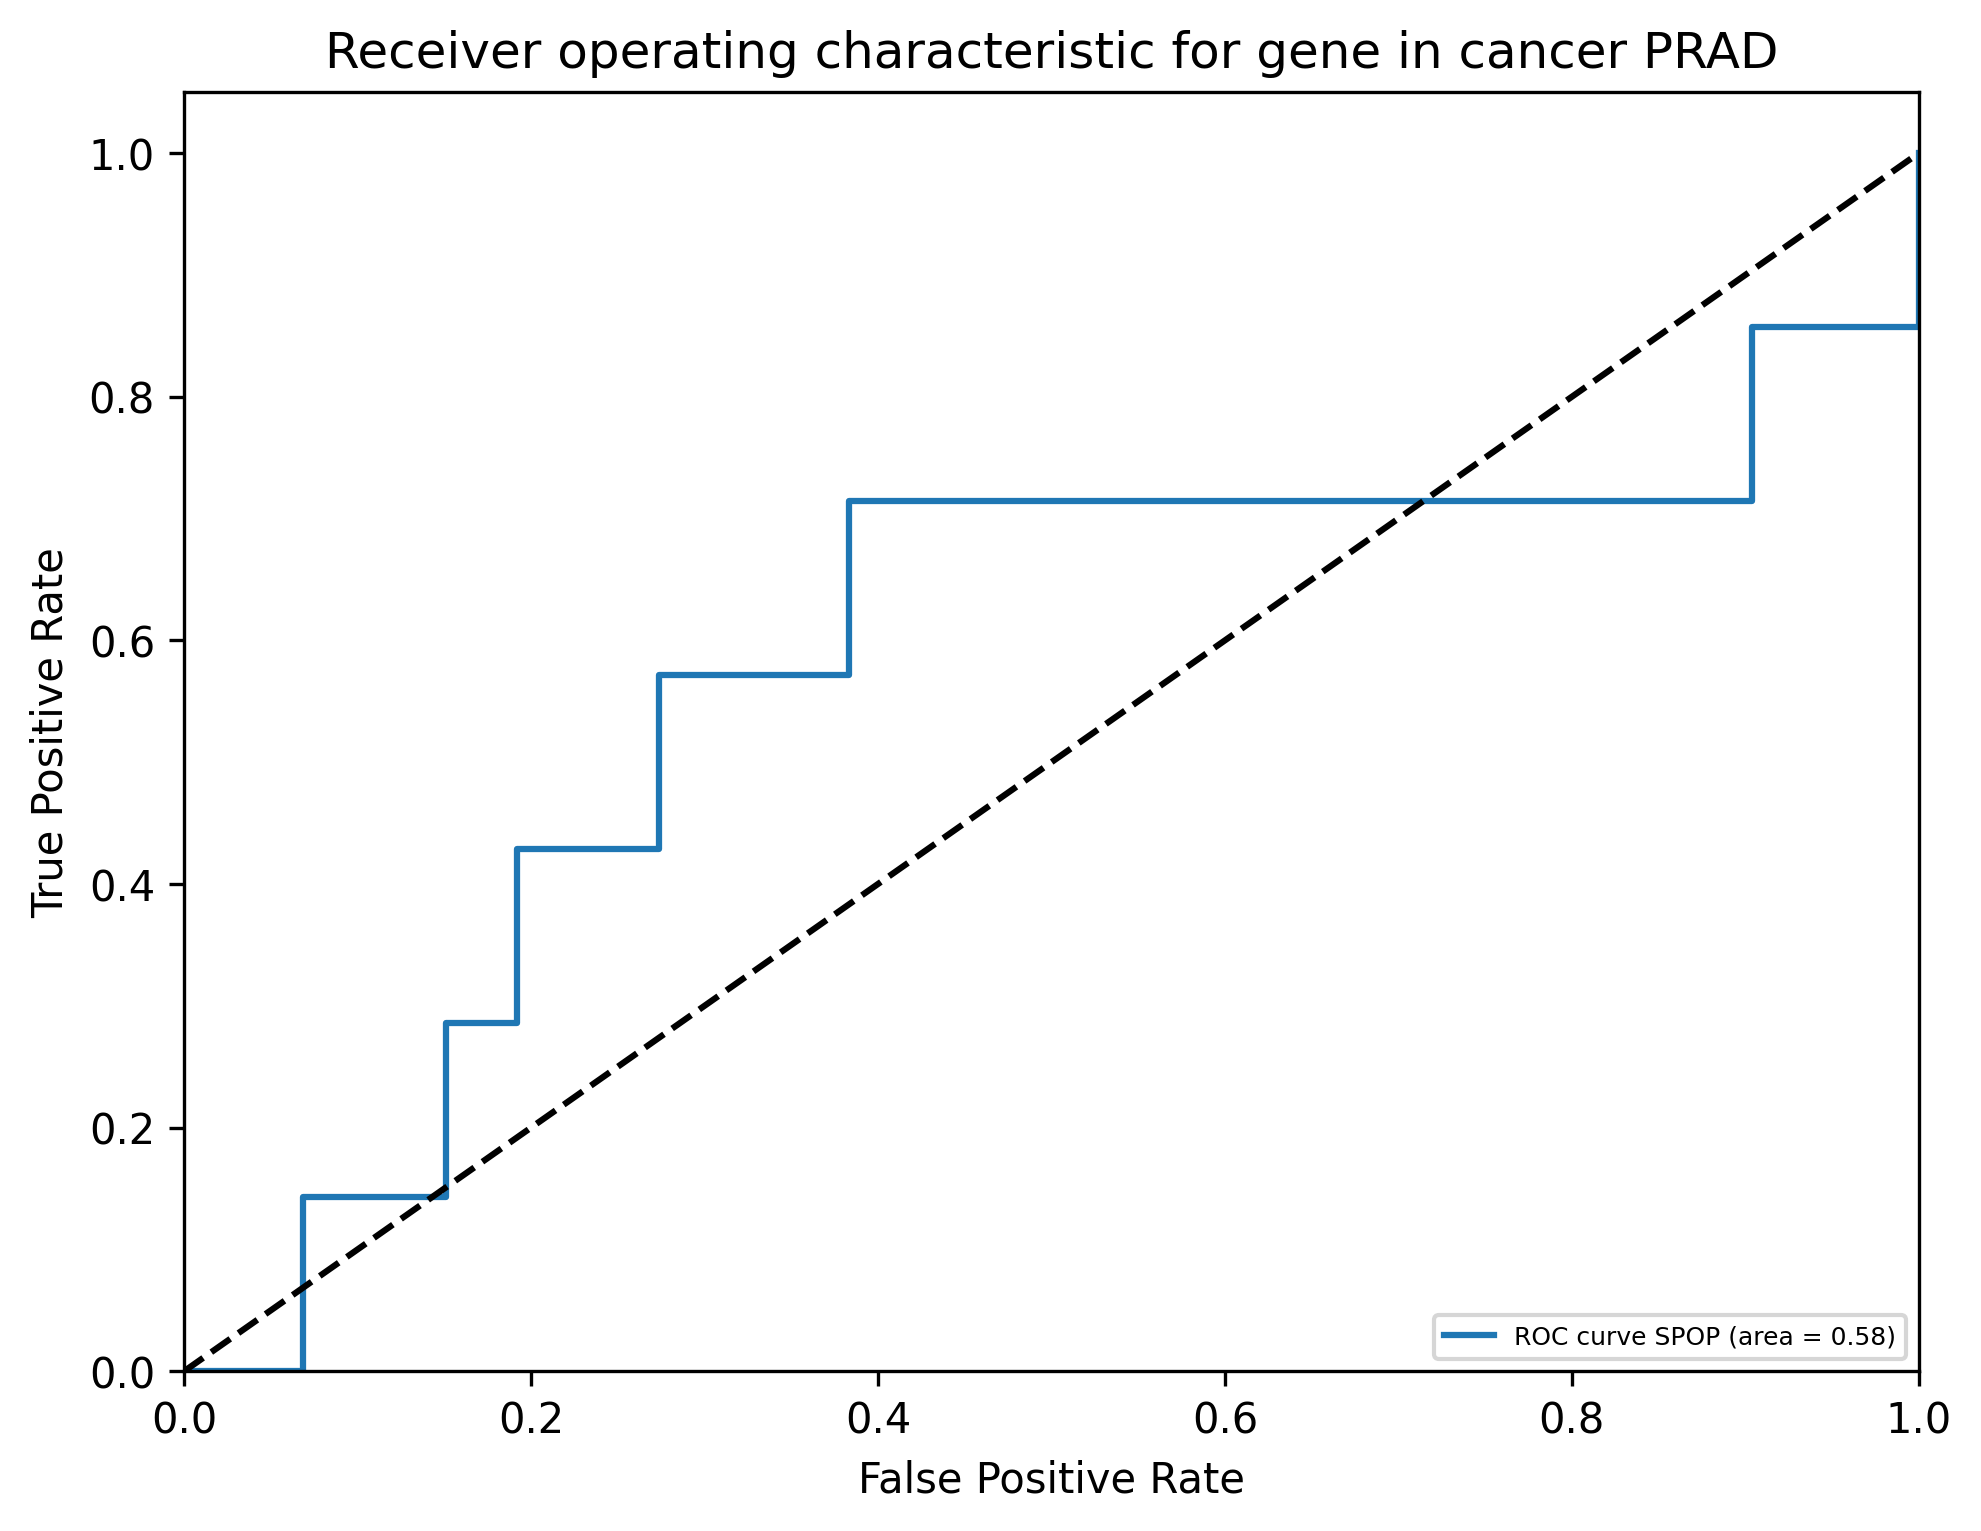 Receiver operating characteristic for gene in cancer PRAD
True Positive Rate
1.0
0.8
0.6
0.4
0.2
0.0
0.0 0.2 0.4 0.6 0.8 1.0
False Positive Rate
ROC curve SPOP (area = 0.58)